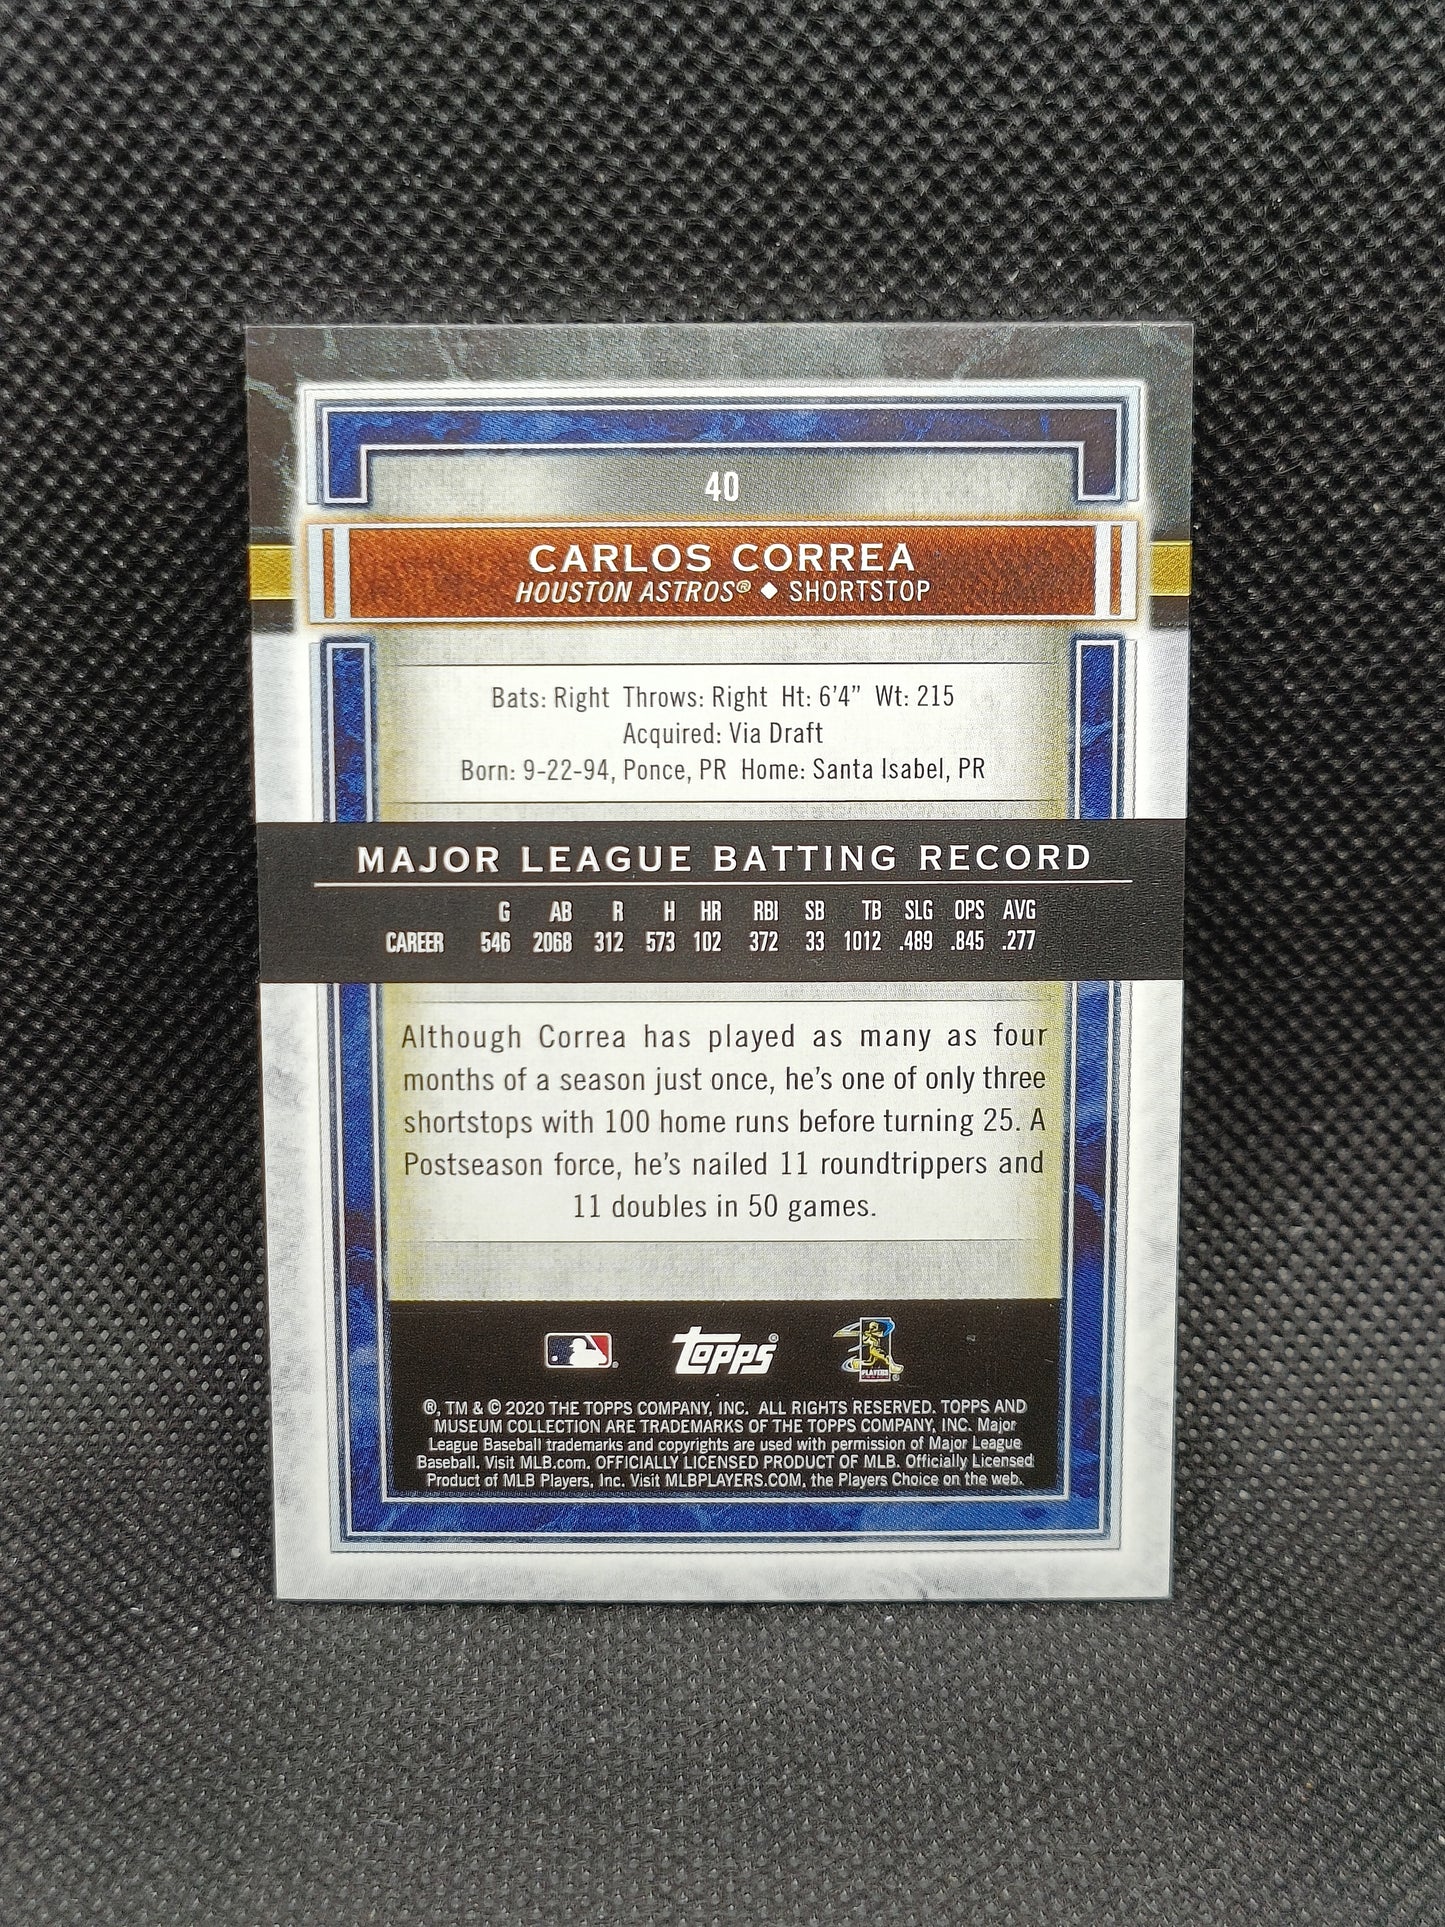 40
CARLOS CORREA
HOUSTON ASTROS® ◆ SHORTSTOP
Bats: Right Throws: Right Ht: 6'4” Wt: 215
Acquired: Via Draft
Born: 9-22-94, Ponce, PR Home: Santa Isabel, PR
MAJOR LEAGUE BATTING RECORD
G AB R H HR RBI SB TB SLG OPS AVG
CAREER 546 2068 312 573 102 372 33 1012 .489 .845 .277
Although Correa has played as many as four
months of a season just once, he's one of only three
shortstops with 100 home runs before turning 25. A
Postseason force, he's nailed 11 roundtrippers and
11 doubles in 50 games.
Topps®
PLAYERS
®, TM & © 2020 THE TOPPS COMPANY, INC. ALL RIGHTS RESERVED. TOPPS AND
MUSEUM COLLECTION ARE TRADEMARKS OF THE TOPPS COMPANY, INC. Major
League Baseball trademarks and copyrights are used with permission of Major League
Baseball. Visit MLB.com. OFFICIALLY LICENSED PRODUCT OF MLB. Officially Licensed
Product of MLB Players, Inc. Visit MLBPLAYERS.COM, the Players Choice on the web.